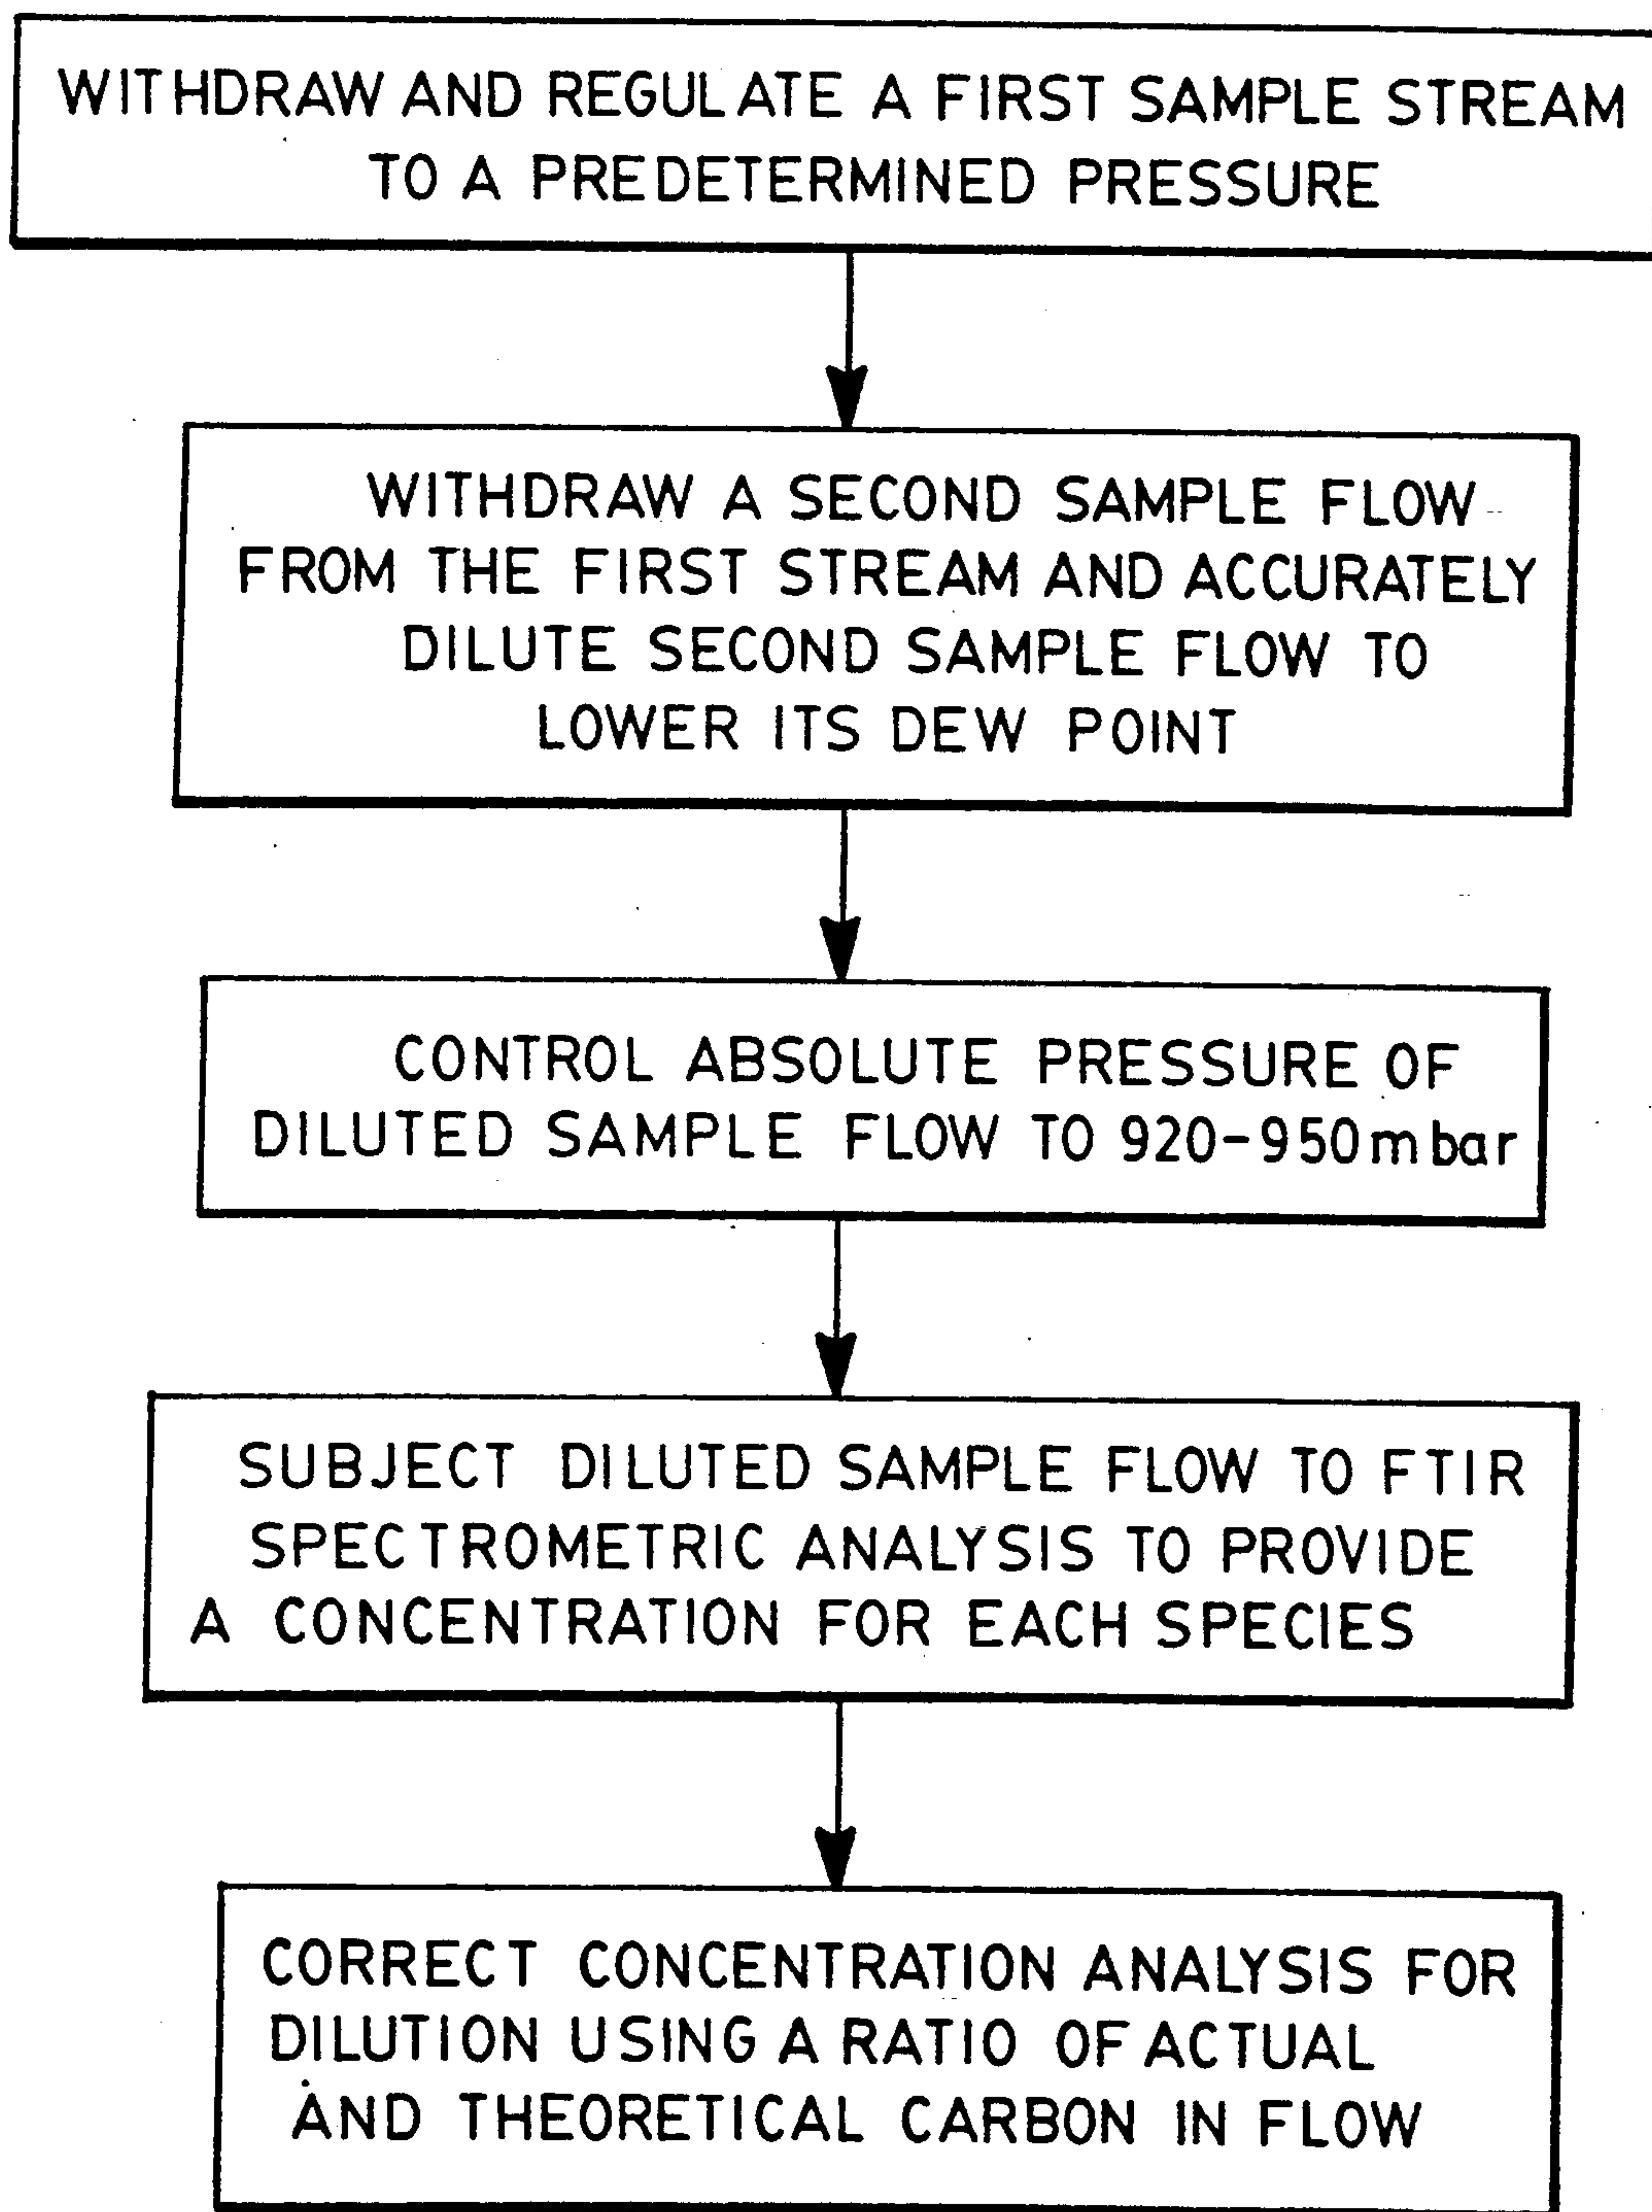 WITHDRAW AND REGULATE A FIRST SAMPLE STREAM
TO A PREDETERMINED PRESSURE
WITHDRAW A SECOND SAMPLE FLOW
FROM THE FIRST STREAM AND ACCURATELY
DILUTE SECOND SAMPLE FLOW TO
LOWER ITS DEW POINT
CONTROL ABSOLUTE PRESSURE OF
DILUTED SAMPLE FLOW TO 920-950mbar
SUBJECT DILUTED SAMPLE FLOW TO FTIR
SPECTROMETRIC ANALYSIS TO PROVIDE
A CONCENTRATION FOR EACH SPECIES
CORRECT CONCENTRATION ANALYSIS FOR
DILUTION USING A RATIO OF ACTUAL
AND THEORETICAL CARBON IN FLOW